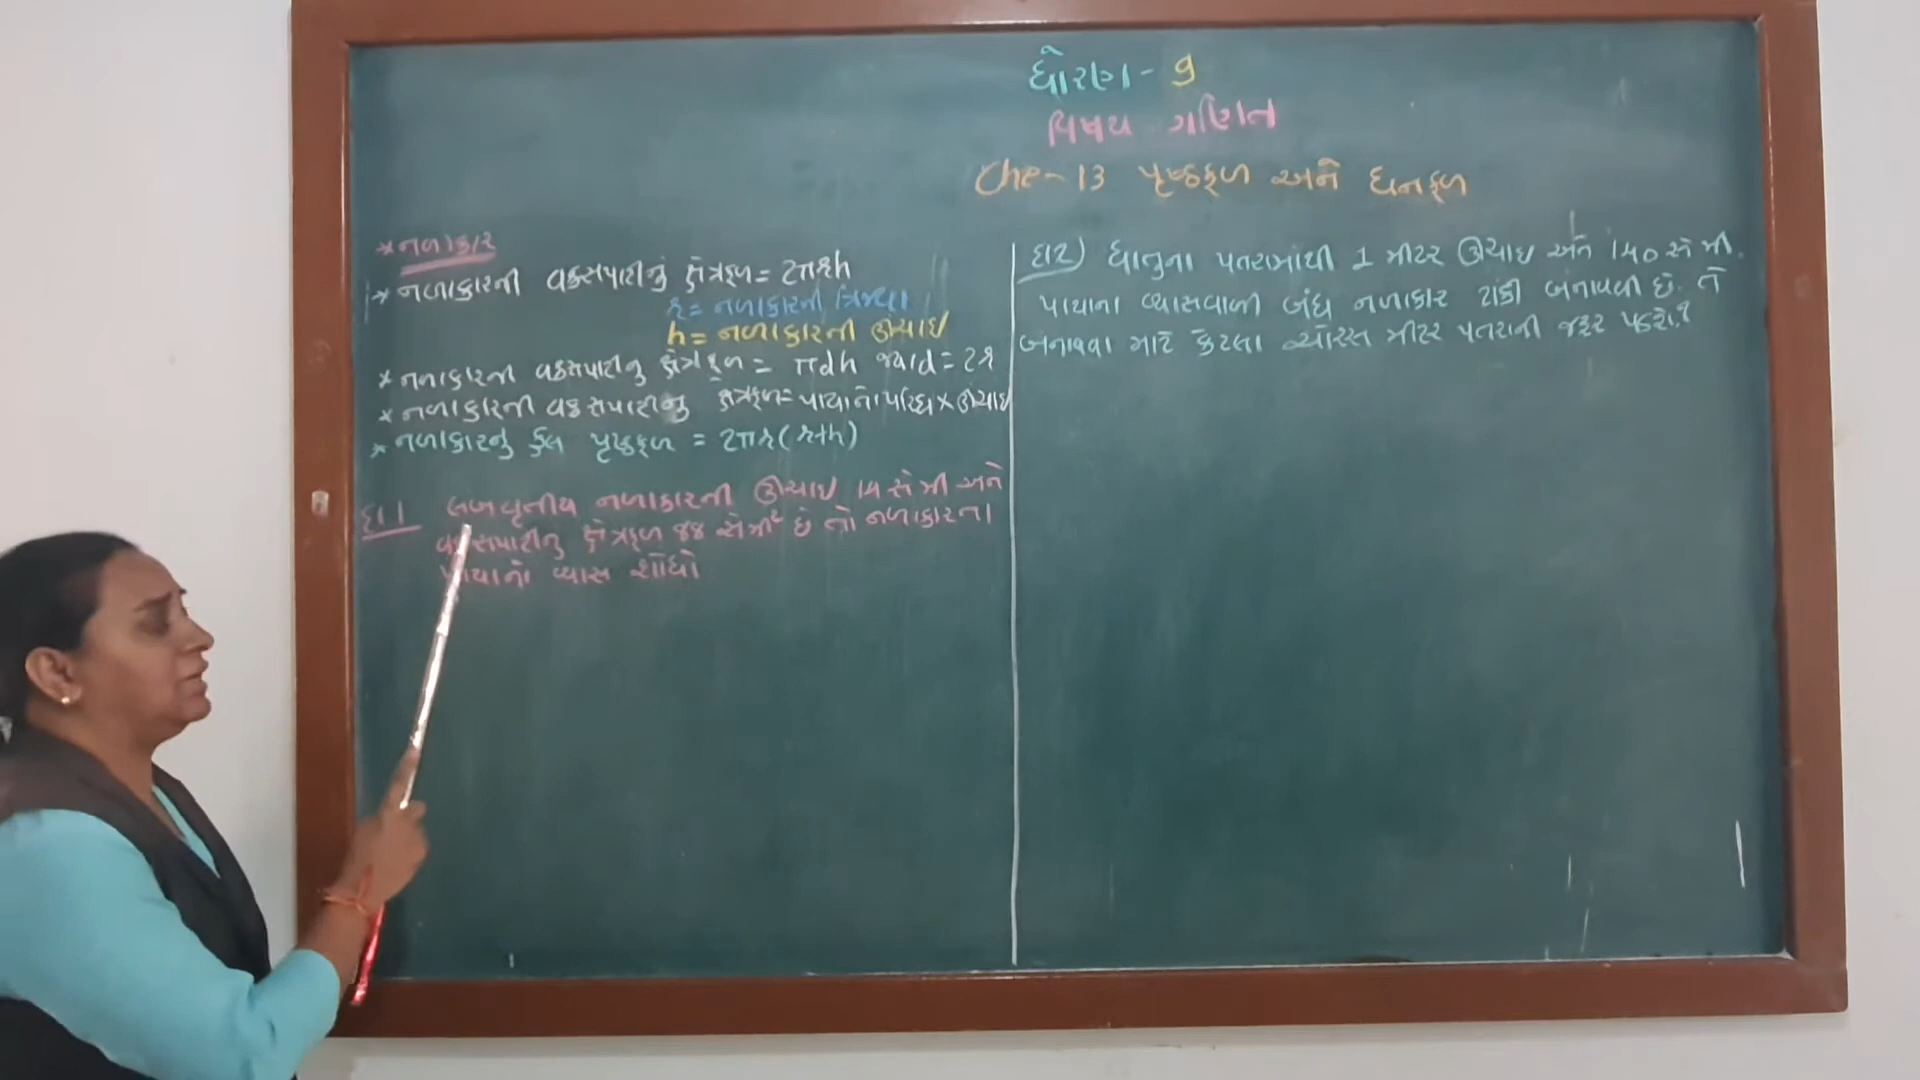 ધોરણ - 9
વિષય - ગણિત
Che-13 પૃષ્ઠફળ અને ઘનફળ
* નળાકાર
* નળાકારની વક્રસપાટીનું ક્ષેત્રફળ = 2πrh
r = નળાકારની ત્રિજ્યા
h = નળાકારની ઊંચાઇ
* નળાકારની વક્રસપાટીનુ ક્ષેત્રફળ = πdh જ્યાં d = 2r
* નળાકારની વક્રસપાટીનુ ક્ષેત્રફળ = પાયાનો પરિઘ × ઊંચાઇ
* નળાકારનું કુલ પૃષ્ઠફળ = 2πr(r+h)
દા 1 લંબવૃતીય નળાકારની ઊંચાઇ 14 સે મી અને
વક્રસપાટીનુ ક્ષેત્રફળ 88 સેમી² છે તો નળાકારના
પાયાનો વ્યાસ શોધો
દા 2) ધાતુના પતરામાંથી 1 મીટર ઊંચાઇ અને 140 સે મી.
પાયાના વ્યાસવાળી બંધ નળાકાર ટાંકી બનાવવી છે. તે
બનાવવા માટે કેટલા ચોરસ મીટર પતરાની જરૂર પડશે.?